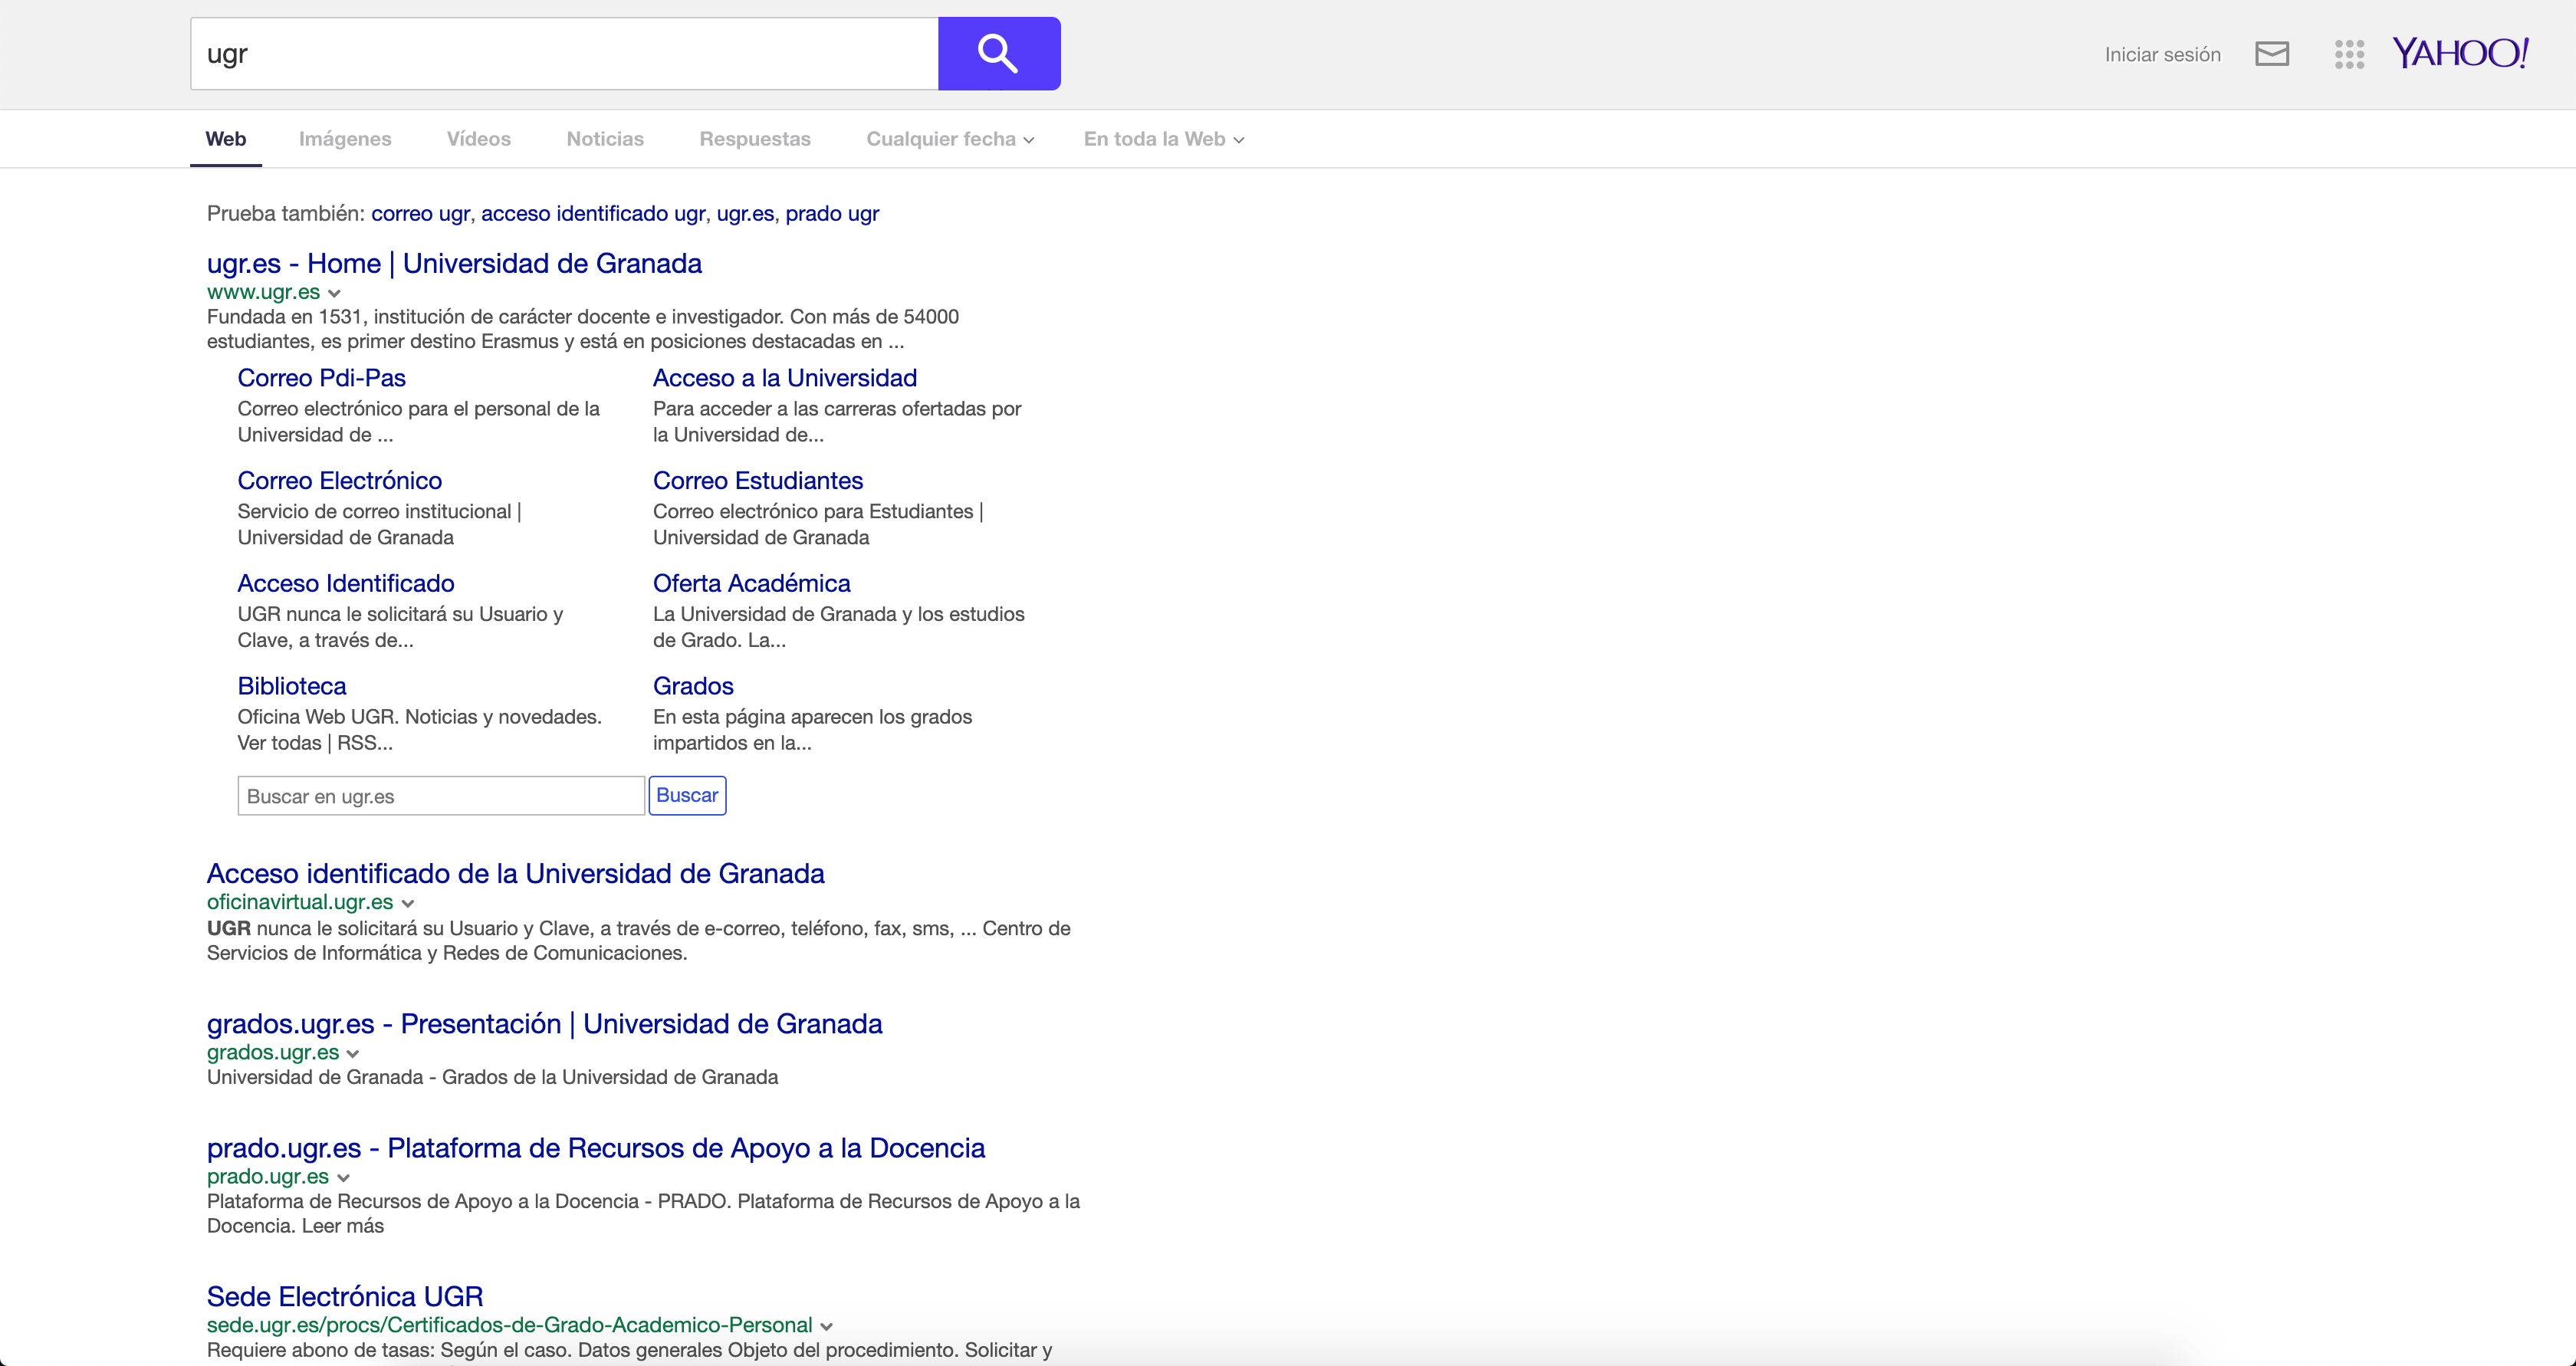 ugr
Iniciar sesión
YAHOO!
Web Imágenes Vídeos Noticias Respuestas Cualquier fecha En toda la Web
Prueba también: correo ugr, acceso identificado ugr, ugr.es, prado ugr
ugr.es - Home | Universidad de Granada
www.ugr.es
Fundada en 1531, institución de carácter docente e investigador. Con más de 54000
estudiantes, es primer destino Erasmus y está en posiciones destacadas en ...
Correo Pdi-Pas
Correo electrónico para el personal de la
Universidad de ...
Acceso a la Universidad
Para acceder a las carreras ofertadas por
la Universidad de...
Correo Electrónico
Servicio de correo institucional |
Universidad de Granada
Correo Estudiantes
Correo electrónico para Estudiantes |
Universidad de Granada
Acceso Identificado
UGR nunca le solicitará su Usuario y
Clave, a través de...
Oferta Académica
La Universidad de Granada y los estudios
de Grado. La...
Biblioteca
Oficina Web UGR. Noticias y novedades.
Ver todas | RSS...
Grados
En esta página aparecen los grados
impartidos en la...
Buscar en ugr.es
Buscar
Acceso identificado de la Universidad de Granada
oficinavirtual.ugr.es
UGR nunca le solicitará su Usuario y Clave, a través de e-correo, teléfono, fax, sms, ... Centro de
Servicios de Informática y Redes de Comunicaciones.
grados.ugr.es - Presentación | Universidad de Granada
grados.ugr.es
Universidad de Granada - Grados de la Universidad de Granada
prado.ugr.es - Plataforma de Recursos de Apoyo a la Docencia
prado.ugr.es
Plataforma de Recursos de Apoyo a la Docencia - PRADO. Plataforma de Recursos de Apoyo a la
Docencia. Leer más
Sede Electrónica UGR
sede.ugr.es/procs/Certificados-de-Grado-Academico-Personal
Requiere abono de tasas: Según el caso. Datos generales Objeto del procedimiento. Solicitar y